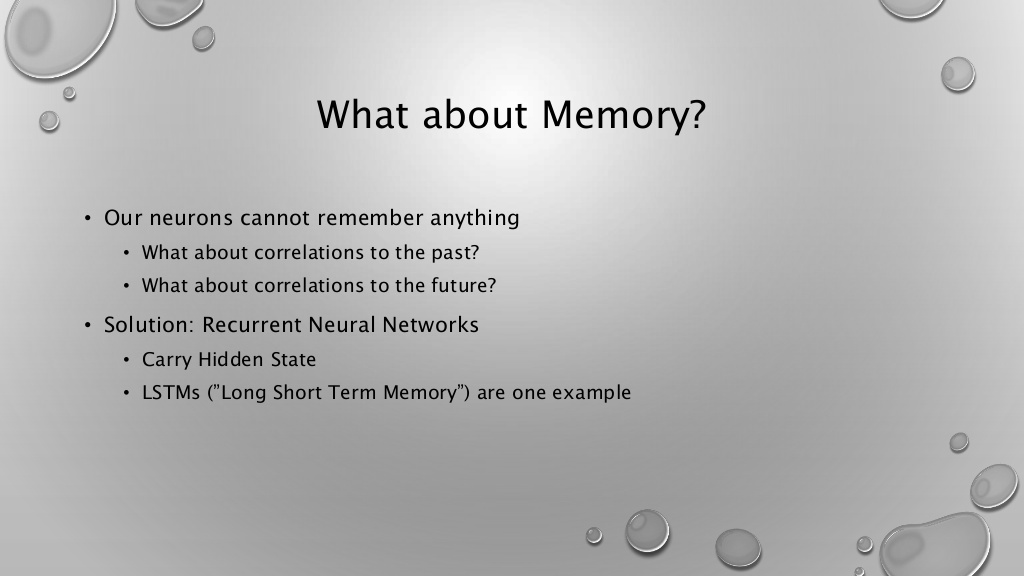 What about Memory?
• Our neurons cannot remember anything
• What about correlations to the past?
• What about correlations to the future?
• Solution: Recurrent Neural Networks
• Carry Hidden State
• LSTMs (”Long Short Term Memory”) are one example